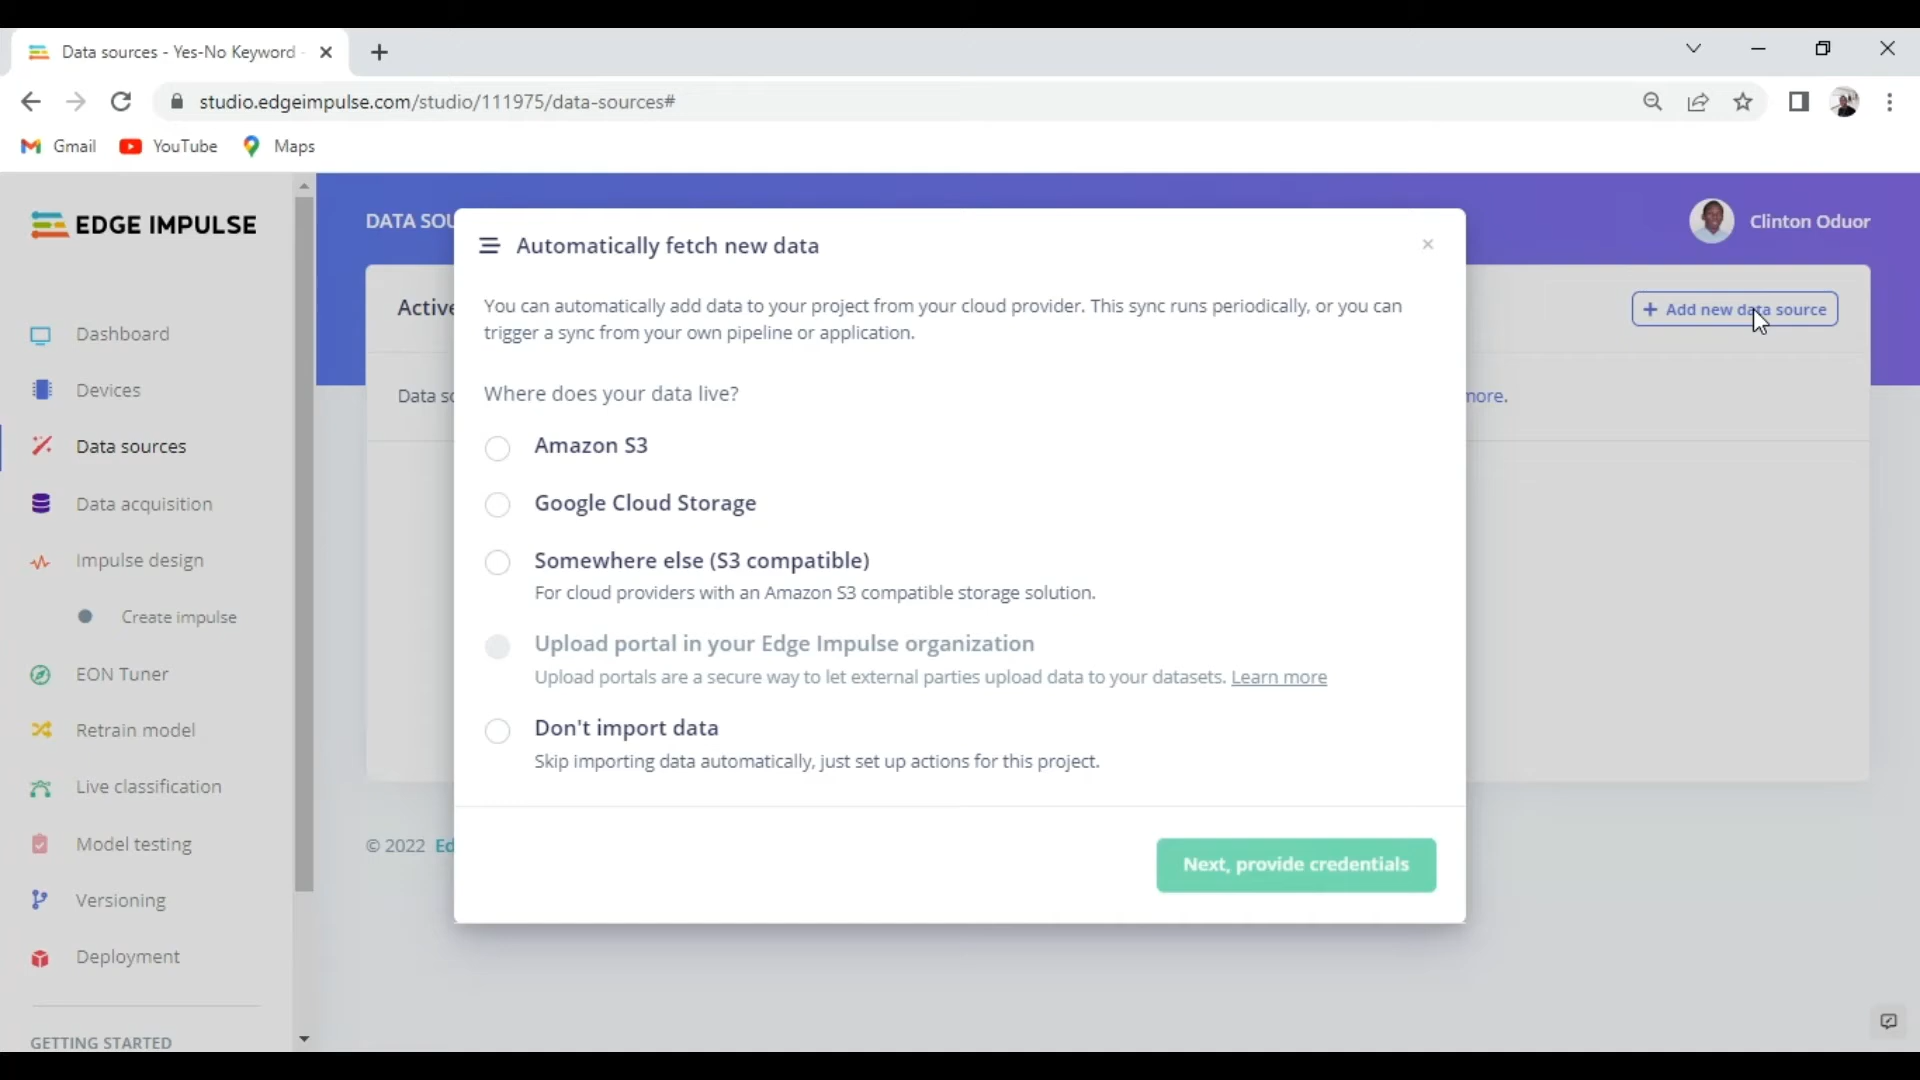 Data sources - Yes-No Keyword
studio.edgeimpulse.com/studio/111975/data-sources#
Gmail
YouTube
Maps
EDGE IMPULSE
Dashboard
Devices
Data sources
Data acquisition
Impulse design
Create impulse
EON Tuner
Retrain model
Live classification
Model testing
Versioning
Deployment
GETTING STARTED
DATA SOU
Clinton Oduor
Active
+ Add new data source
Data so
more.
© 2022 Ed
Automatically fetch new data
×
You can automatically add data to your project from your cloud provider. This sync runs periodically, or you can
trigger a sync from your own pipeline or application.
Where does your data live?
Amazon S3
Google Cloud Storage
Somewhere else (S3 compatible)
For cloud providers with an Amazon S3 compatible storage solution.
Upload portal in your Edge Impulse organization
Upload portals are a secure way to let external parties upload data to your datasets. Learn more
Don't import data
Skip importing data automatically, just set up actions for this project.
Next, provide credentials